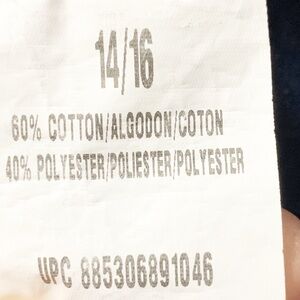 14/16
60% COTTON/ALGODON/COTON
40% POLYESTER/POLIESTER/POLYESTER
UPC 885306891046